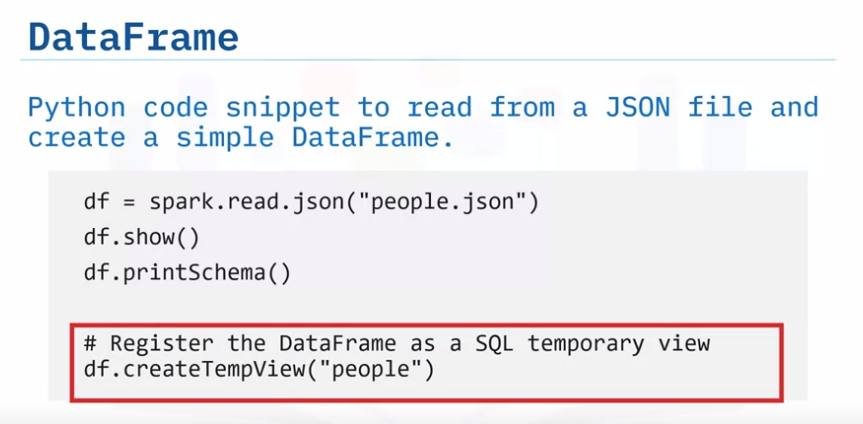 DataFrame
Python code snippet to read from a JSON file and
create a simple DataFrame.
df = spark.read.json("people.json")
df.show()
df.printSchema()
# Register the DataFrame as a SQL temporary view
df.createTempView("people")